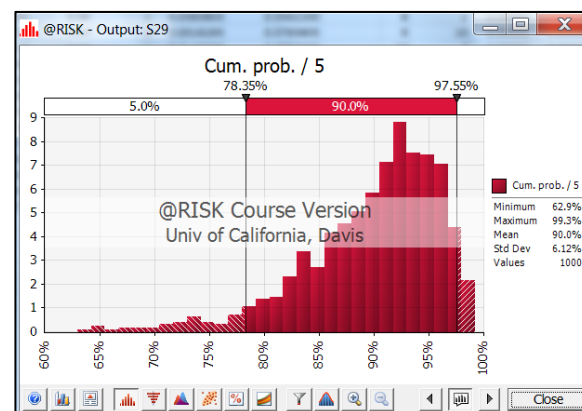 @RISK - Output: S29
Cum. prob. / 5
78.35% 97.55%
5.0% 90.0%
9
8
7
6
5
4
3
2
1
0
@RISK Course Version
Univ of California, Davis
60% 65% 70% 75% 80% 85% 90% 95% 100%
Cum. prob. / 5
Minimum 62.9%
Maximum 99.3%
Mean 90.0%
Std Dev 6.12%
Values 1000
Close